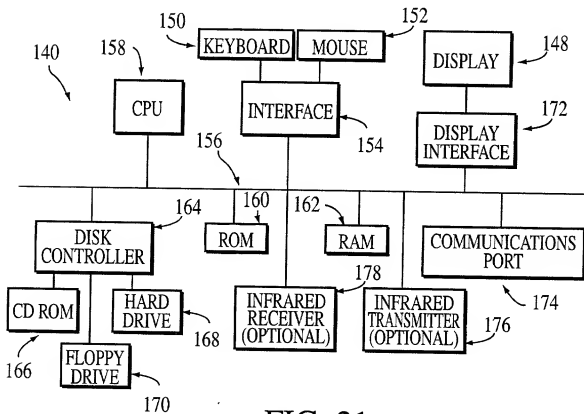 150
152
158
KEYBOARD
MOUSE
140
DISPLAY
148
CPU
INTERFACE
172
154
DISPLAY
INTERFACE
156
164
160
162
DISK
CONTROLLER
ROM
RAM
COMMUNICATIONS
PORT
178
174
CD ROM
HARD
DRIVE
INFRARED
RECEIVER
(OPTIONAL)
INFRARED
TRANSMITTER
(OPTIONAL)
176
166
168
FLOPPY
DRIVE
170
FIG. 21